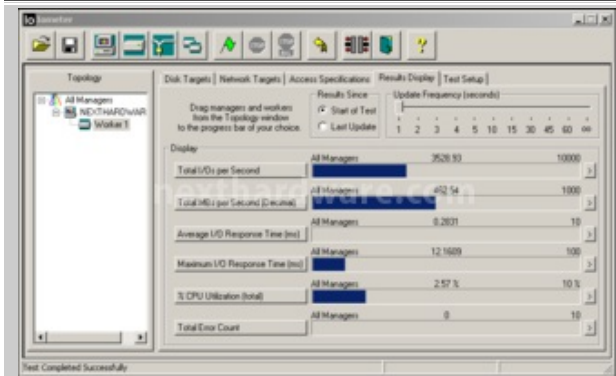 Iometer
Topology
All Managers
NEXTHARDWAR
Worker 1
Disk Targets
Network Targets
Access Specifications
Results Display
Test Setup
Drag managers and workers
from the Topology window
to the progress bar of your choice.
Results Since
Start of Test
Last Update
Update Frequency (seconds)
1 2 3 4 5 10 15 30 45 60 ∞
Display
Total I/Os per Second
All Managers 3528.93 10000
Total MBs per Second (Decimal)
All Managers 462.54 1000
Average I/O Response Time (ms)
All Managers 0.2831 10
Maximum I/O Response Time (ms)
All Managers 12.1609 100
% CPU Utilization (total)
All Managers 2.57 % 10 %
Total Error Count
All Managers 0 10
nexthardware.com
Test Completed Successfully